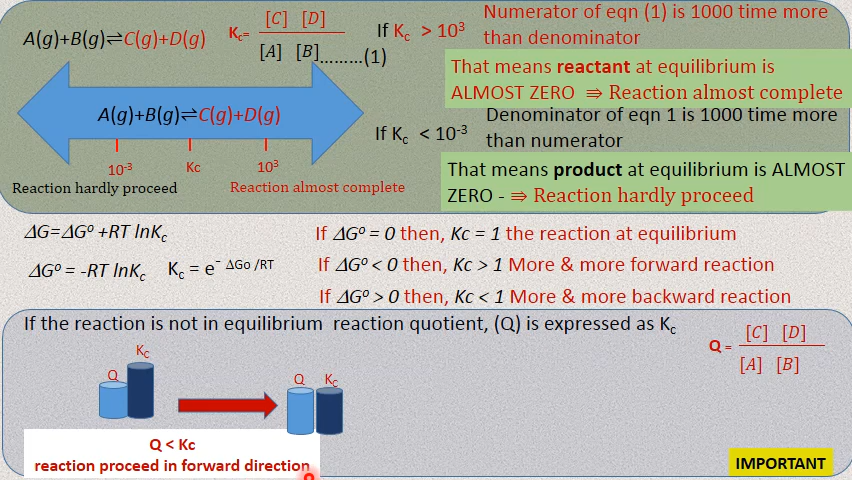 A(g)+B(g)⇌C(g)+D(g)
Kc= [C] [D]
[A] [B]………(1)
If Kc > 10³
Numerator of eqn (1) is 1000 time more
than denominator
That means reactant at equilibrium is
ALMOST ZERO ⇛ Reaction almost complete
A(g)+B(g)⇌C(g)+D(g)
10⁻³ Kc 10³
Reaction hardly proceed
Reaction almost complete
If Kc < 10⁻³
Denominator of eqn 1 is 1000 time more
than numerator
That means product at equilibrium is ALMOST
ZERO - ⇛ Reaction hardly proceed
ΔG=ΔG⁰ +RT lnKc
ΔG⁰ = -RT lnKc
Kc = e⁻ ΔGo /RT
If ΔG⁰ = 0 then, Kc = 1 the reaction at equilibrium
If ΔG⁰ < 0 then, Kc > 1 More & more forward reaction
If ΔG⁰ > 0 then, Kc < 1 More & more backward reaction
If the reaction is not in equilibrium reaction quotient, (Q) is expressed as Kc
Q = [C] [D]
[A] [B]
Q Kc
Q Kc
Q < Kc
reaction proceed in forward direction
IMPORTANT